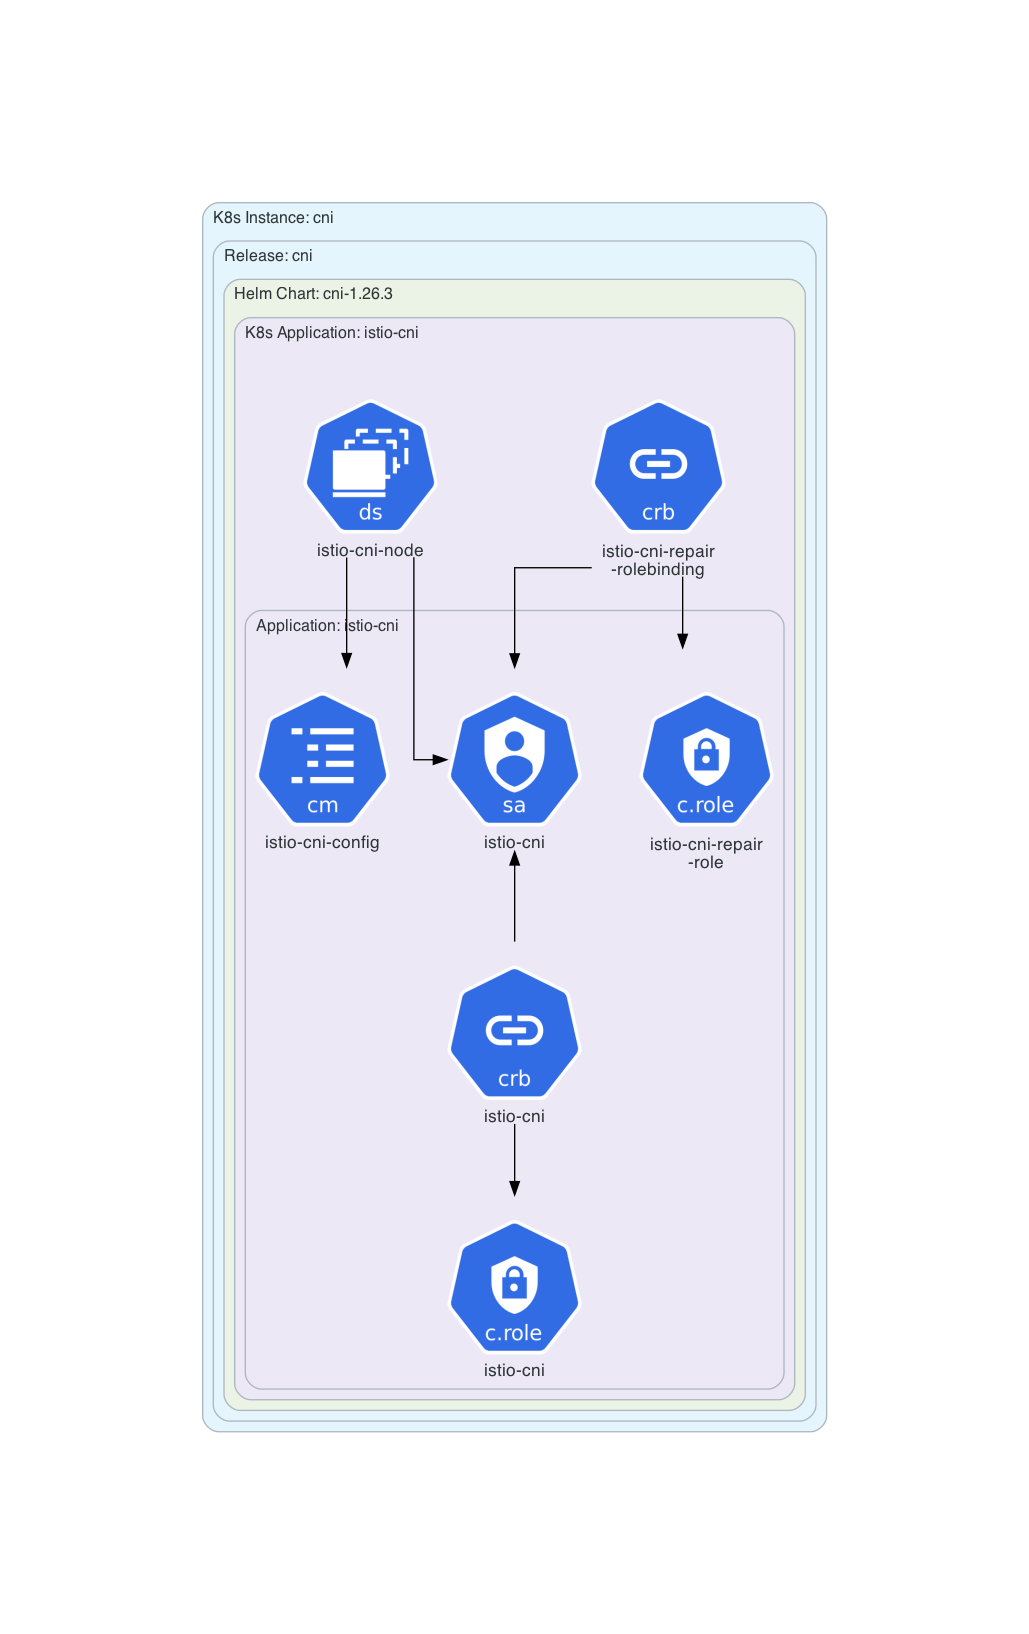 K8s Instance: cni
Release: cni
Helm Chart: cni-1.26.3
K8s Application: istio-cni
ds
istio-cni-node
crb
istio-cni-repair
-rolebinding
Application: istio-cni
cm
istio-cni-config
sa
istio-cni
c.role
istio-cni-repair
-role
crb
istio-cni
c.role
istio-cni